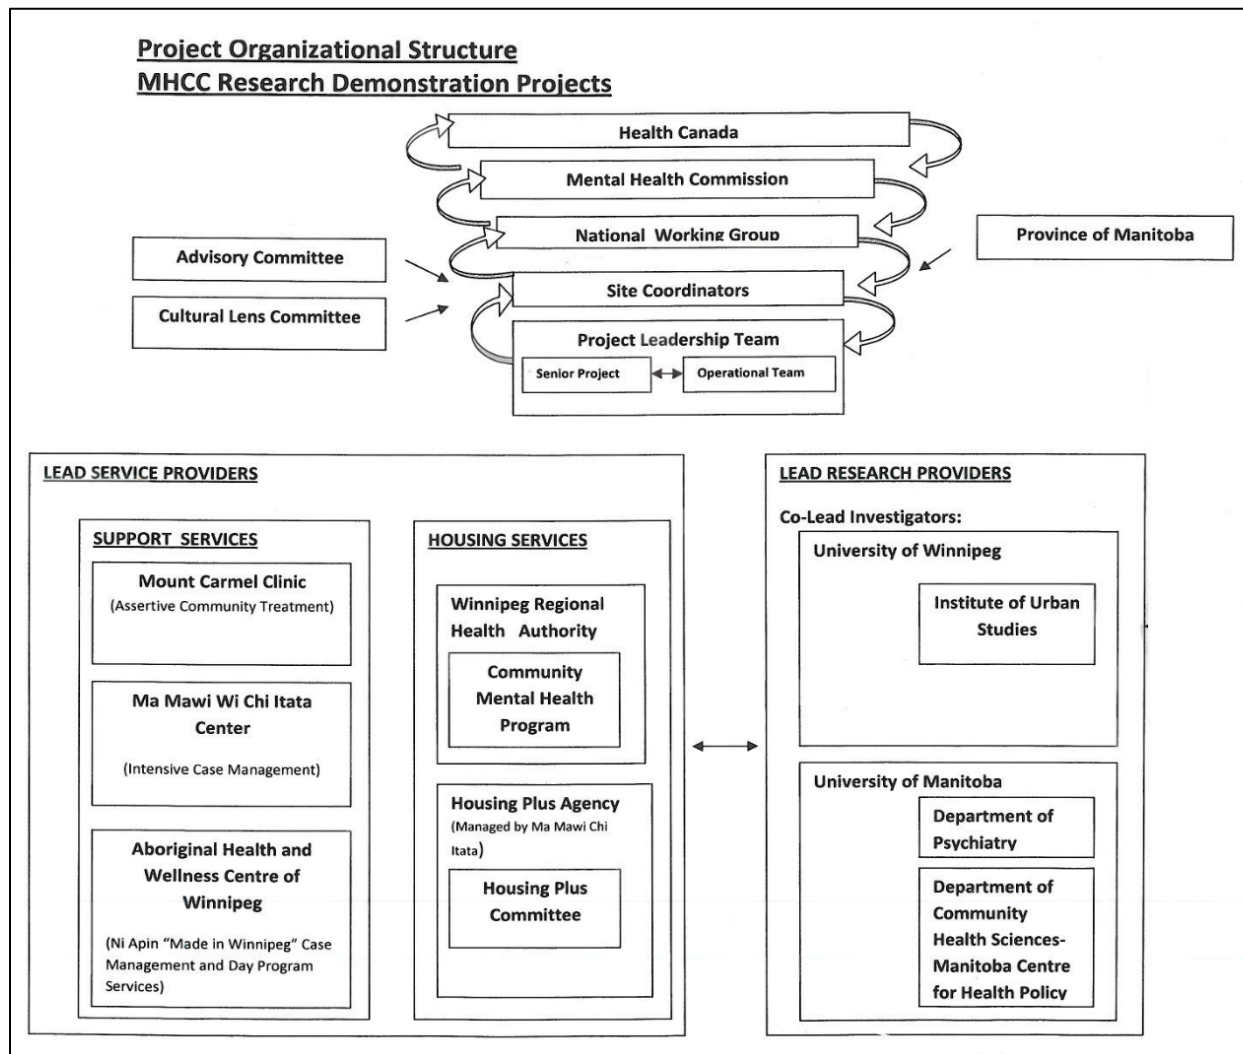 Project Organizational Structure
MHCC Research Demonstration Projects
Health Canada
Mental Health Commission
National Working Group
Advisory Committee
Province of Manitoba
Site Coordinators
Cultural Lens Committee
Project Leadership Team
Senior Project
Operational Team
LEAD SERVICE PROVIDERS
SUPPORT SERVICES
Mount Carmel Clinic
(Assertive Community Treatment)
Ma Mawi Wi Chi Itata
Center
(Intensive Case Management)
Aboriginal Health and
Wellness Centre of
Winnipeg
(Ni Apin “Made in Winnipeg” Case
Management and Day Program
Services)
HOUSING SERVICES
Winnipeg Regional
Health Authority
Community
Mental Health
Program
Housing Plus Agency
(Managed by Ma Mawi Chi
Itata)
Housing Plus
Committee
LEAD RESEARCH PROVIDERS
Co-Lead Investigators:
University of Winnipeg
Institute of Urban
Studies
University of Manitoba
Department of
Psychiatry
Department of
Community
Health Sciences-
Manitoba Centre
for Health Policy